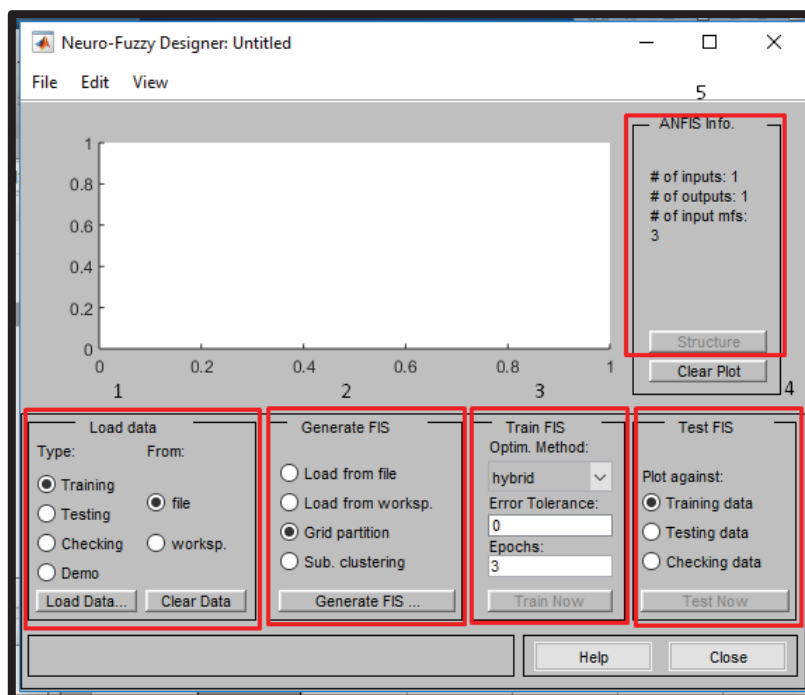 Neuro-Fuzzy Designer: Untitled
File Edit View
5
ANFIS Info.
# of inputs: 1
# of outputs: 1
# of input mfs:
3
Structure
Clear Plot
1
0.8
0.6
0.4
0.2
0
0 0.2 0.4 0.6 0.8 1
1 2 3 4
Load data
Type: From:
Training
file
Testing
Checking
worksp.
Demo
Load Data... Clear Data
Generate FIS
Load from file
Load from worksp.
Grid partition
Sub. clustering
Generate FIS ...
Train FIS
Optim. Method:
hybrid
Error Tolerance:
0
Epochs:
3
Train Now
Test FIS
Plot against:
Training data
Testing data
Checking data
Test Now
Help Close